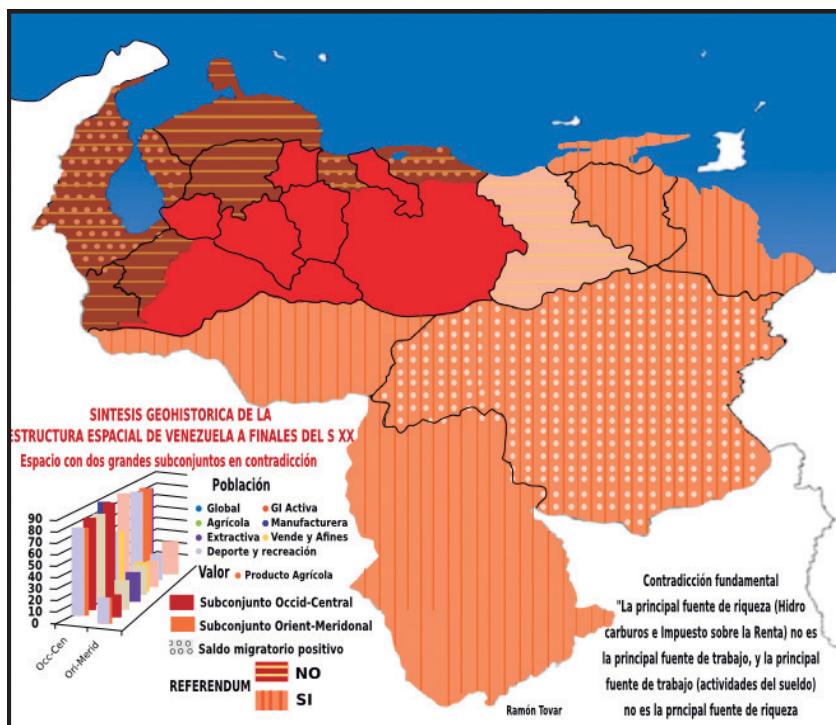 SINTESIS GEOHISTORICA DE LA
ESTRUCTURA ESPACIAL DE VENEZUELA A FINALES DEL S XX
Espacio con dos grandes subconjuntos en contradicción
Población
Global
GI Activa
Agrícola
Manufacturera
Extractiva
Vende y Afines
Deporte y recreación
Valor
Producto Agrícola
90
80
70
60
50
40
30
20
10
0
Occ-Cen
Ori-Merid
Subconjunto Occid-Central
Subconjunto Orient-Meridonal
Saldo migratorio positivo
REFERENDUM
NO
SI
Contradicción fundamental
"La principal fuente de riqueza (Hidro
carburos e Impuesto sobre la Renta) no es
la principal fuente de trabajo, y la principal
fuente de trabajo (actividades del sueldo)
no es la prncipal fuente de riqueza
Ramón Tovar